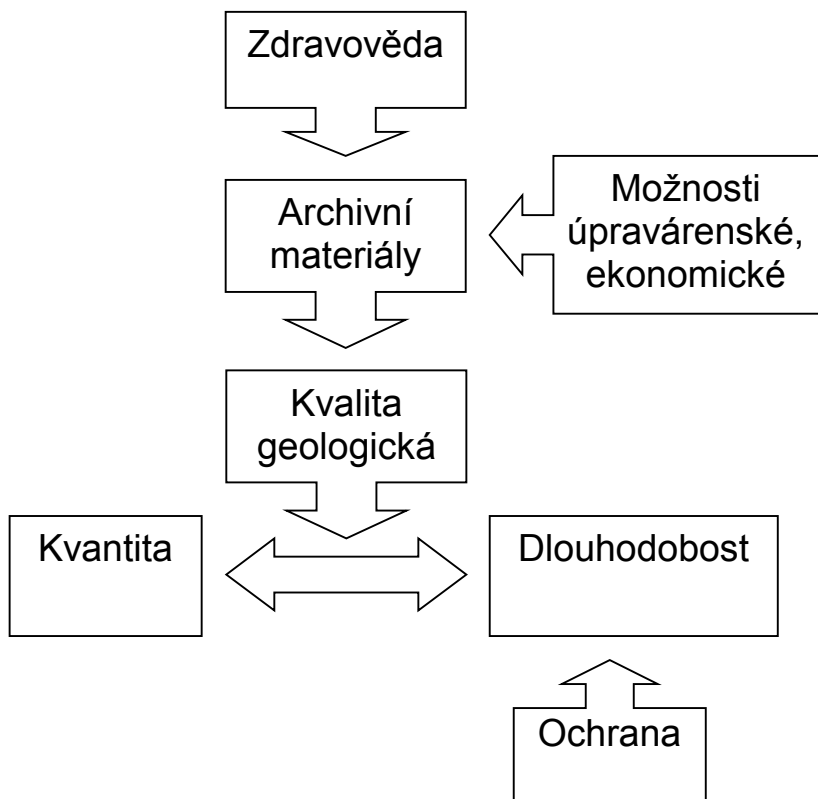 Zdravověda
Archivní
materiály
Možnosti
úpravárenské,
ekonomické
Kvalita
geologická
Kvantita
Dlouhodobost
Ochrana